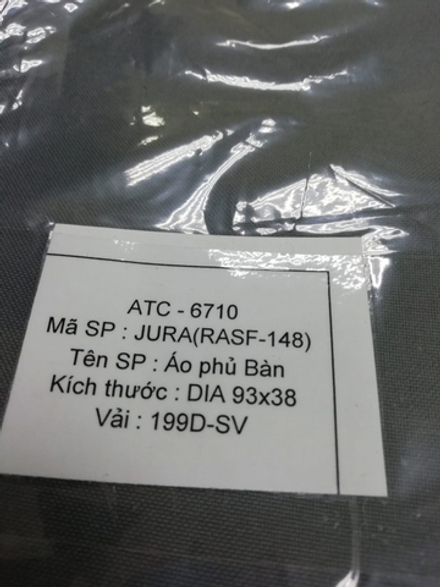 ATC - 6710
Mã SP : JURA(RASF-148)
Tên SP : Áo phủ Bàn
Kích thước : DIA 93x38
Vải : 199D-SV